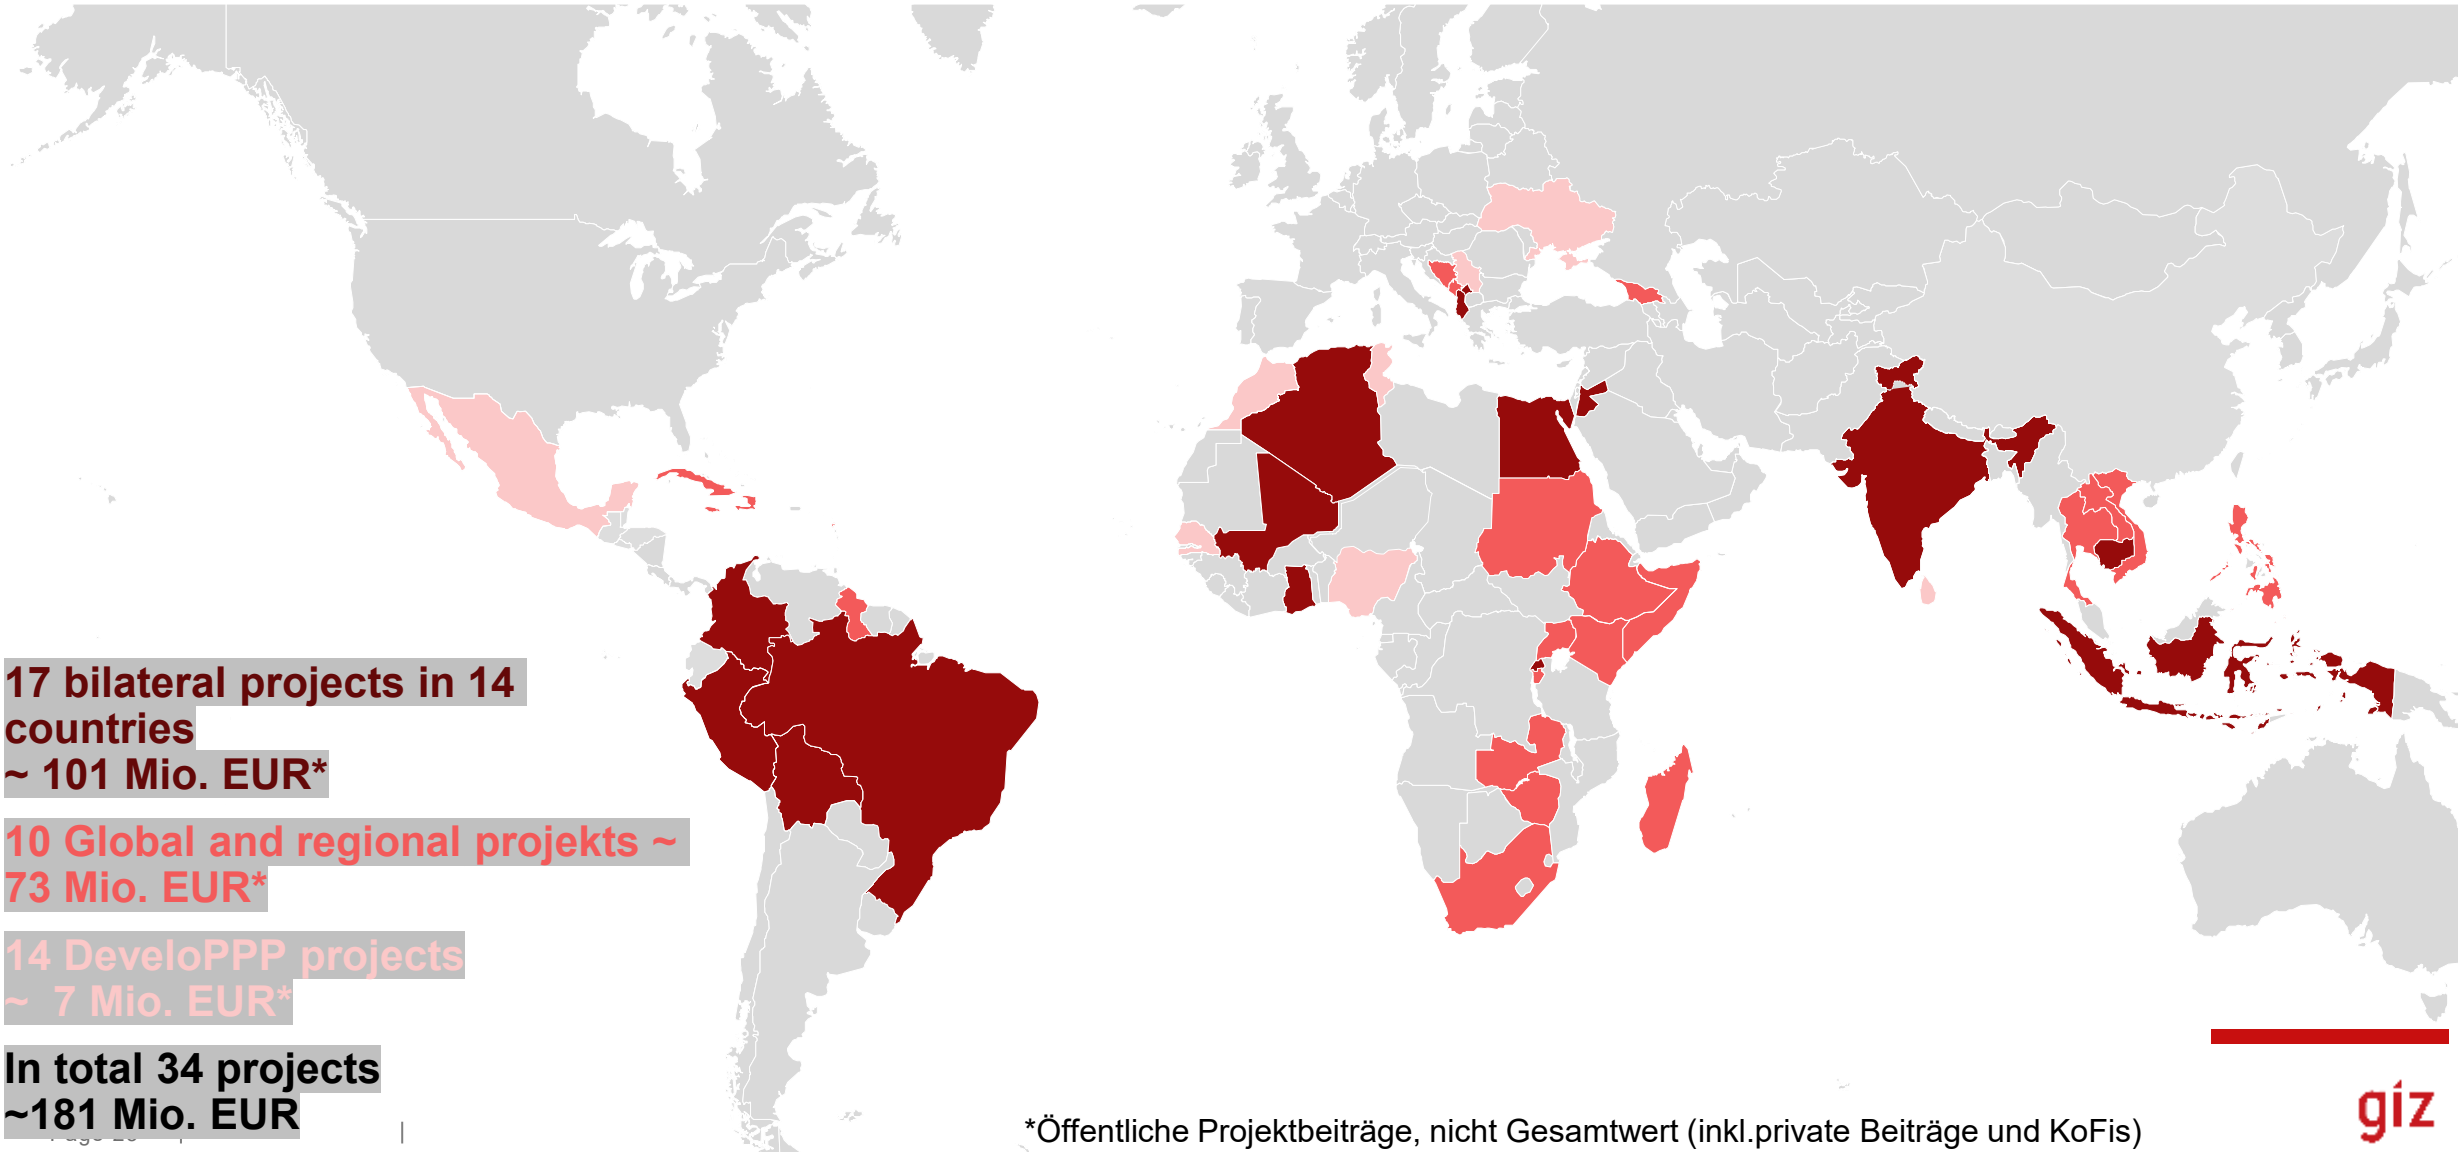 17 bilateral projects in 14
countries
~ 101 Mio. EUR*
10 Global and regional projekts ~
73 Mio. EUR*
14 DeveloPPP projects
~  7 Mio. EUR*
In total 34 projects
~181 Mio. EUR
*Öffentliche Projektbeiträge, nicht Gesamtwert (inkl.private Beiträge und KoFis)
giz